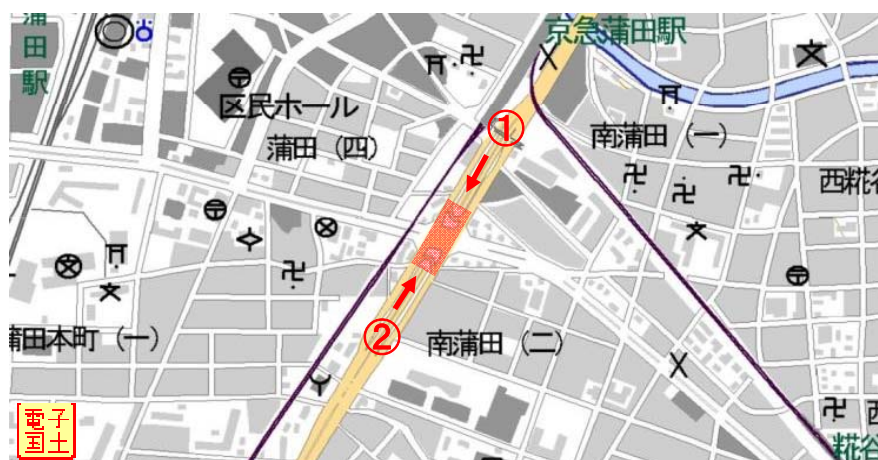 蒲
田
駅
京急蒲田駅
区民ホール
①
蒲田 (四)
南蒲田 (一)
西糀谷
蒲田本町 (一)
②
南蒲田 (二)
電子
国土
西
糀谷